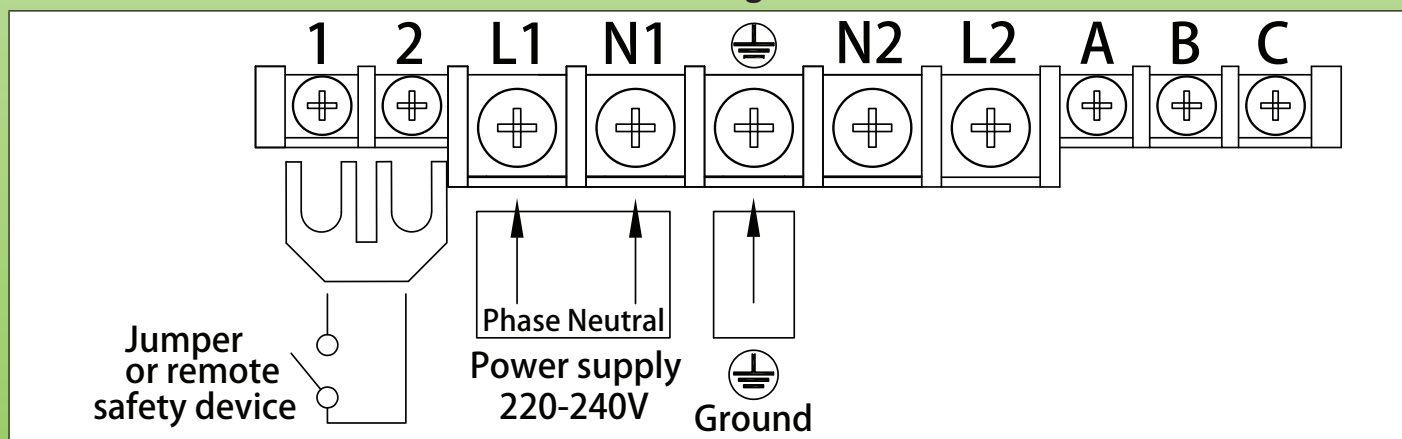 1 2 L1 N1 N2 L2 A B C
Phase Neutral
Jumper
or remote
safety device
Power supply
220-240V
Ground